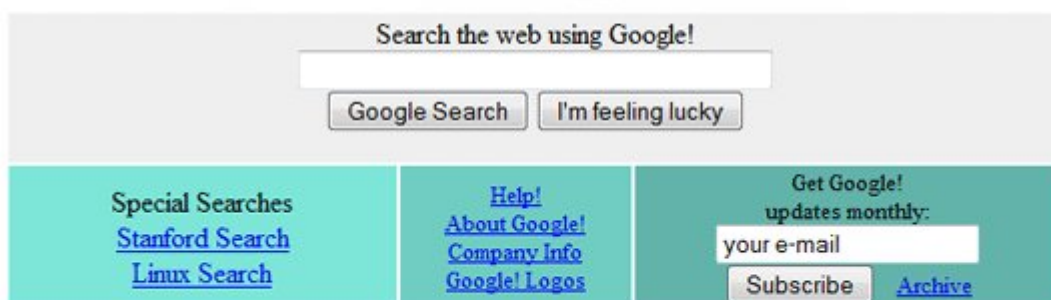 Search the web using Google!
Google Search I'm feeling lucky
Special Searches
Stanford Search
Linux Search
Help!
About Google!
Company Info
Google! Logos
Get Google!
updates monthly:
your e-mail
Subscribe Archive